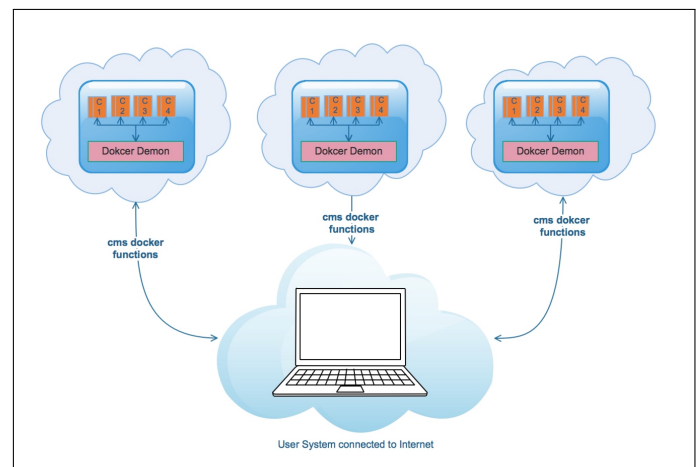 C 1 C 2 C 3 C 4
Dokcer Demon
C 1 C 2 C 3 C 4
Dokcer Demon
C 1 C 2 C 3 C 4
Dokcer Demon
cms docker
functions
cms docker
functions
cms dokcer
functions
User System connected to Internet